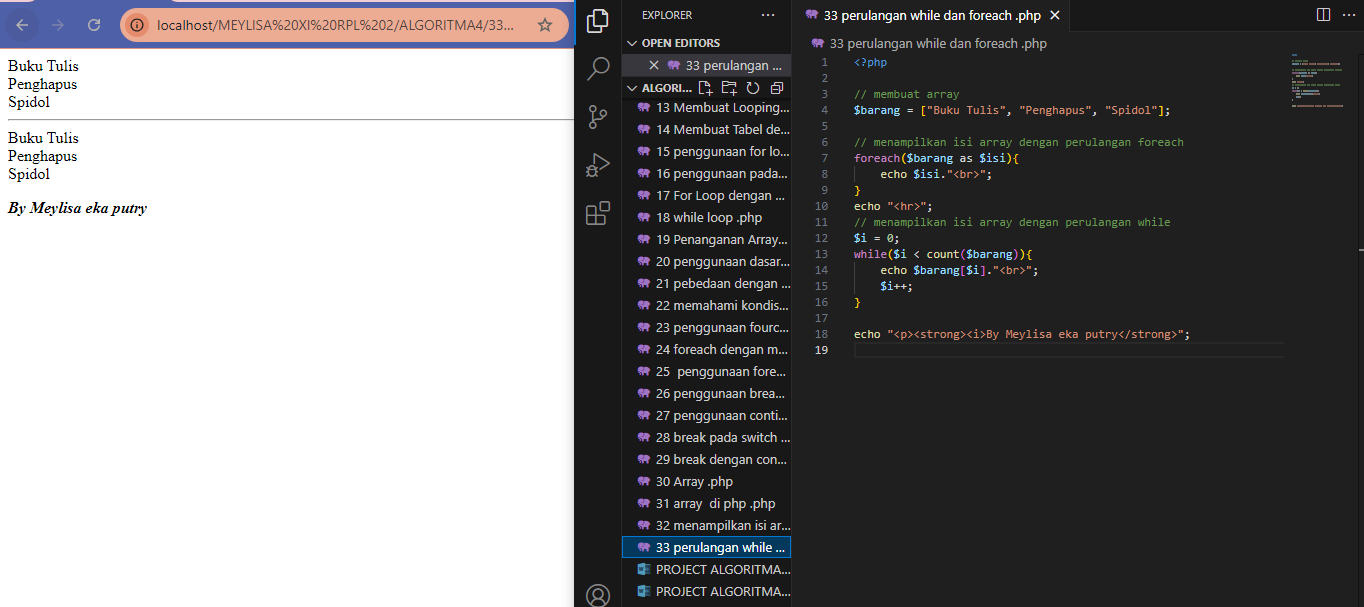 localhost/MEYLISA%20XI%20RPL%202/ALGORITMA4/33...
Buku Tulis
Penghapus
Spidol
Buku Tulis
Penghapus
Spidol
By Meylisa eka putry
EXPLORER
OPEN EDITORS
33 perulangan ...
ALGORI...
13 Membuat Looping...
14 Membuat Tabel de...
15 penggunaan for lo...
16 penggunaan pada...
17 For Loop dengan ...
18 while loop .php
19 Penanganan Array...
20 penggunaan dasar...
21 pebedaan dengan ...
22 memahami kondis...
23 penggunaan fourc...
24 foreach dengan m...
25  penggunaan fore...
26 penggunaan brea...
27 penggunaan conti...
28 break pada switch ...
29 break dengan con...
30 Array .php
31 array  di php .php
32 menampilkan isi ar...
33 perulangan while ...
PROJECT ALGORITMA...
PROJECT ALGORITMA...
33 perulangan while dan foreach .php
33 perulangan while dan foreach .php
1 <?php
2
3 // membuat array
4 $barang = ["Buku Tulis", "Penghapus", "Spidol"];
5
6 // menampilkan isi array dengan perulangan foreach
7 foreach($barang as $isi){
8     echo $isi."<br>";
9 }
10 echo "<hr>";
11 // menampilkan isi array dengan perulangan while
12 $i = 0;
13 while($i < count($barang)){
14     echo $barang[$i]."<br>";
15     $i++;
16 }
17
18 echo "<p><strong><i>By Meylisa eka putry</strong>";
19